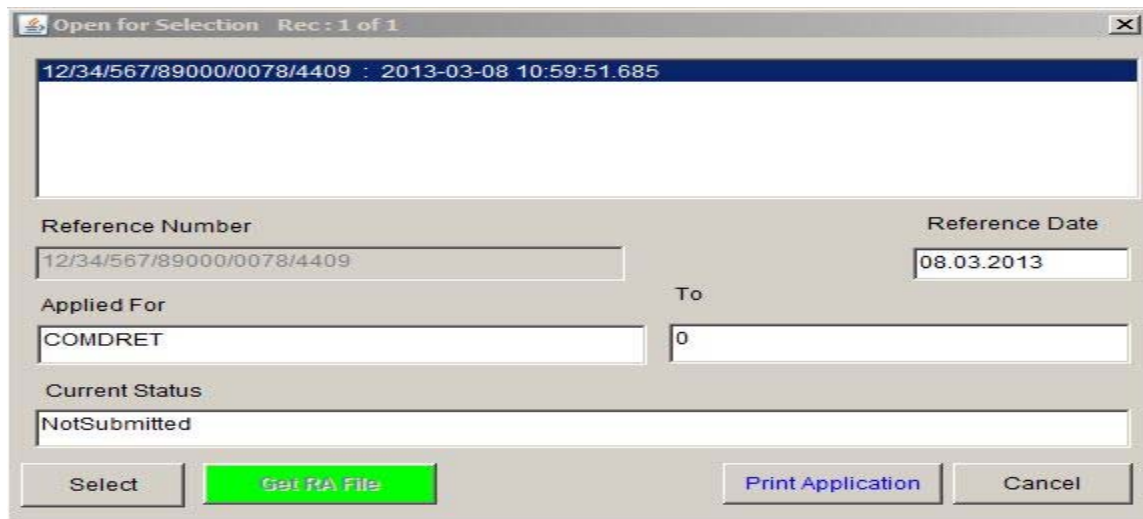 Open for Selection Rec : 1 of 1
12/34/567/89000/0078/4409 : 2013-03-08 10:59:51.685
Reference Number
Reference Date
12/34/567/89000/0078/4409
08.03.2013
Applied For
To
COMDRET
0
Current Status
NotSubmitted
Select
Get RA File
Print Application
Cancel